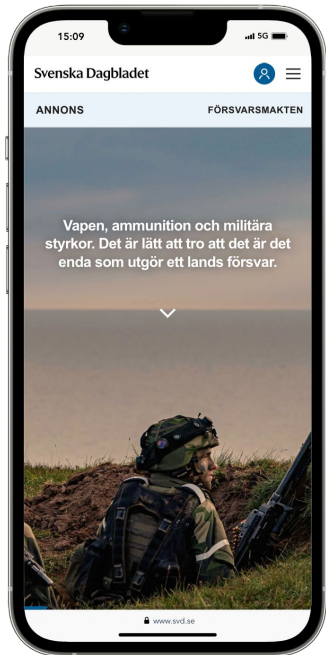 15:09
5G
Svenska Dagbladet
ANNONS
FÖRSVARSMAKTEN
Vapen, ammunition och militära
styrkor. Det är lätt att tro att det är det
enda som utgör ett lands försvar.
www.svd.se